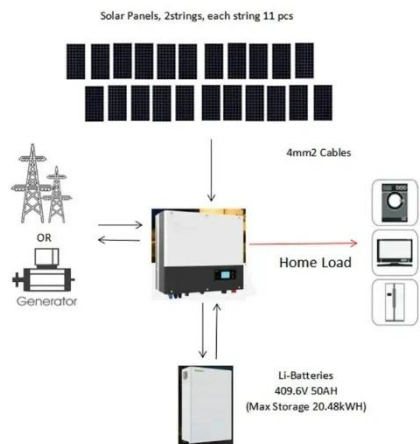 Solar Panels, 2strings, each string 11 pcs
4mm2 Cables
OR
Generator
Home Load
Li-Batteries
409.6V 50AH
(Max Storage 20.48kWH)